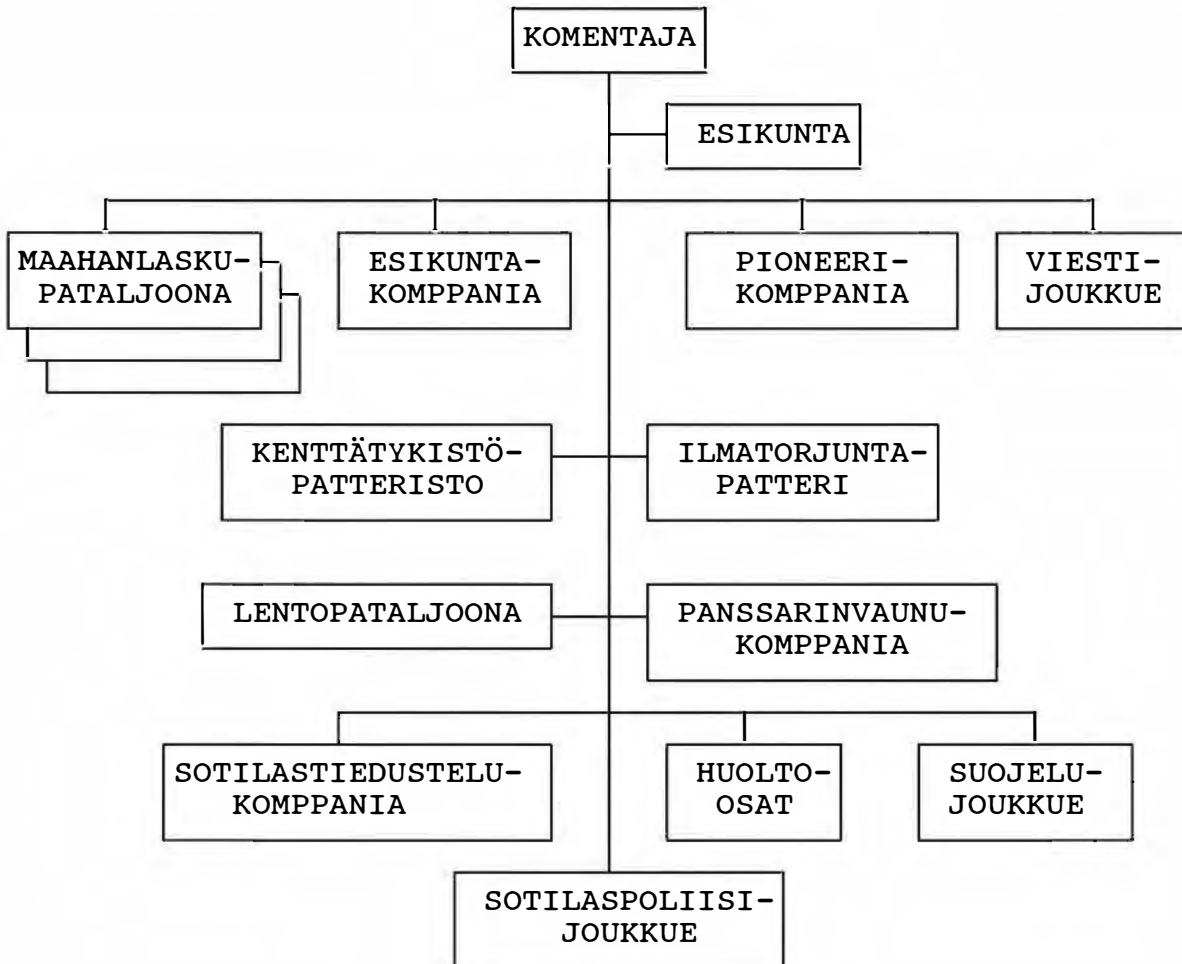 KOMENTAJA
ESIKUNTA
MAAHANLASKU-
PATALJOONA
ESIKUNTA-
KOMPPANIA
PIONEERI-
KOMPPANIA
VIESTI-
JOUKKUE
KENTTÄTYKISTÖ-
PATTERISTO
ILMATORJUNTA-
PATTERI
LENTOPATALJOONA
PANSSARINVAUNU-
KOMPPANIA
SOTILASTIEDUSTELU-
KOMPPANIA
HUOLTO-
OSAT
SUOJELU-
JOUKKUE
SOTILASPOLIISI-
JOUKKUE